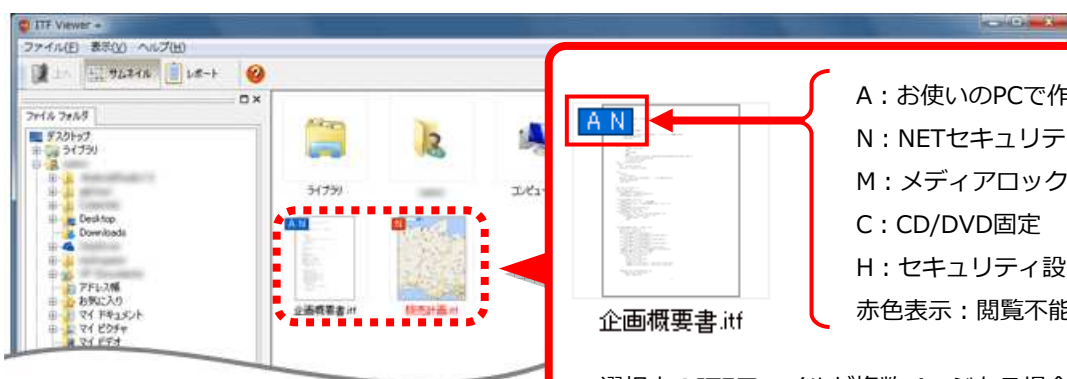 ITF Viewer -
ファイル(F) 表示(V) ヘルプ(H)
上へ サムネイル レポート
ファイル フォルダ
デスクトップ
ライブラリ
Desktop
Downloads
アドレス帳
お気に入り
マイ ドキュメント
マイ ピクチャ
マイ ビデオ
ライブラリ
コンピュ
A N
N
企画概要書.itf
販売計画.itf
A N
企画概要書.itf
A：お使いのPCで作
N：NETセキュリテ
M：メディアロック
C：CD/DVD固定
H：セキュリティ設
赤色表示：閲覧不能